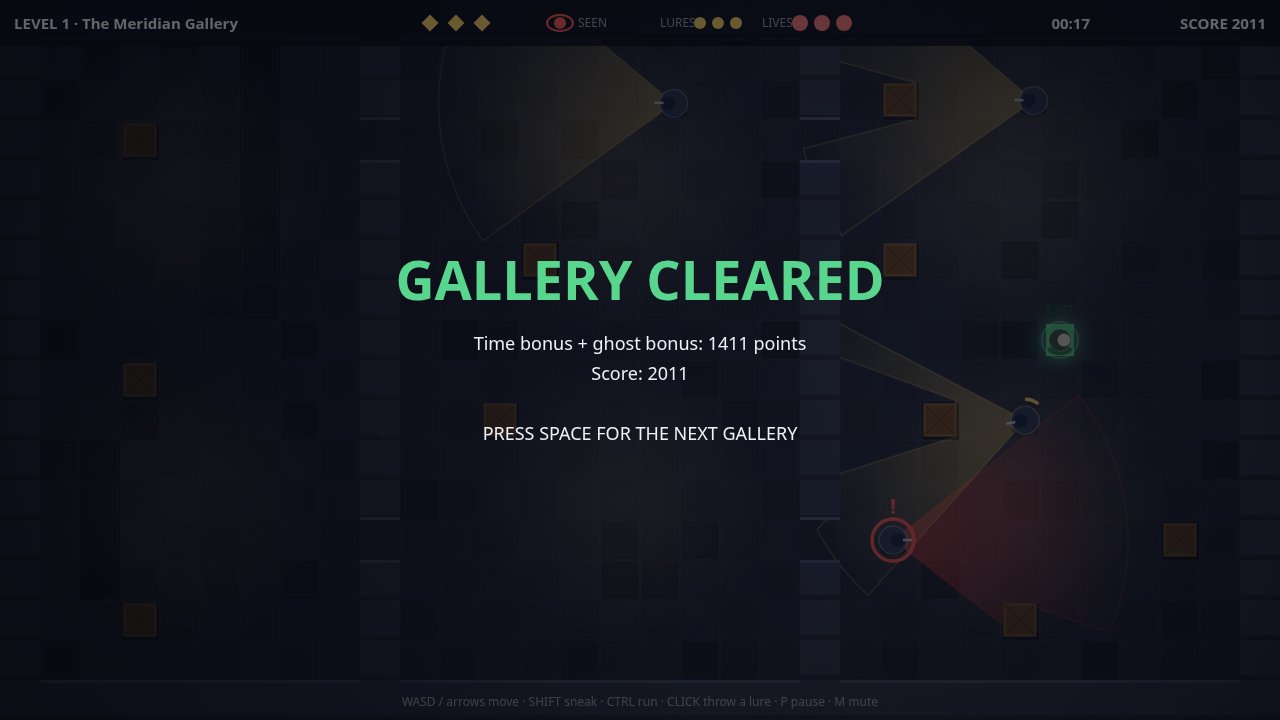 LEVEL 1 · The Meridian Gallery
SEEN
LURES
LIVES
00:17
SCORE 2011
EXIT
GALLERY CLEARED
Time bonus + ghost bonus: 1411 points
Score: 2011
PRESS SPACE FOR THE NEXT GALLERY
!
WASD / arrows move · SHIFT sneak · CTRL run · CLICK throw a lure · P pause · M mute